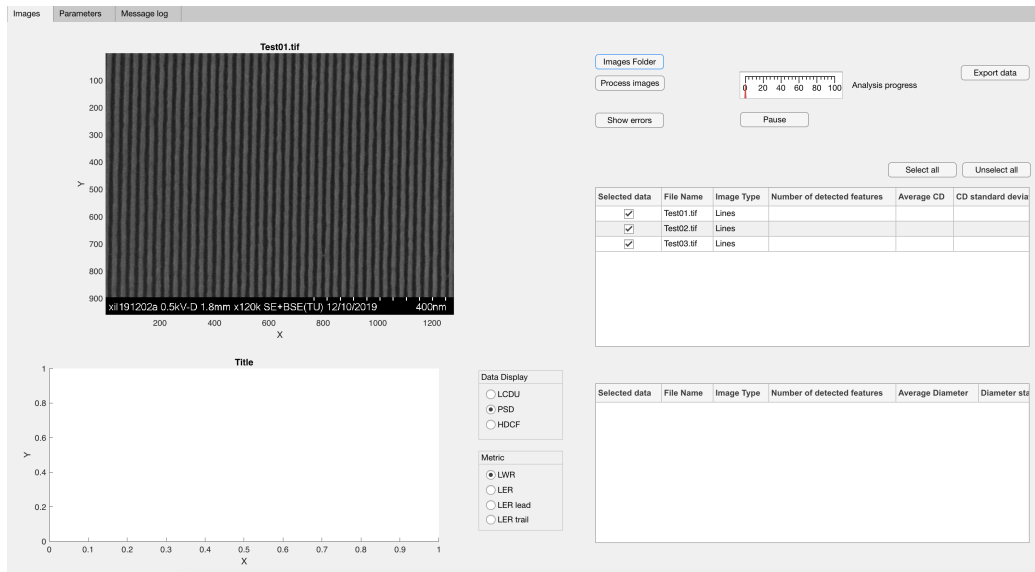 Images Parameters Message log
Test01.tif
100
200
300
400
500
600
700
800
900
Y
xil191202a 0.5kV-D 1.8mm x120k SE+BSE(TU) 12/10/2019 400nm
200 400 600 800 1000 1200
X
Images Folder
Process images
Show errors
0 20 40 60 80 100
Analysis progress
Pause
Export data
Select all Unselect all
Selected data File Name Image Type Number of detected features Average CD CD standard devia
Test01.tif Lines
Test02.tif Lines
Test03.tif Lines
Title
1
0.8
0.6
0.4
0.2
0
Y
0 0.1 0.2 0.3 0.4 0.5 0.6 0.7 0.8 0.9 1
X
Data Display
LCDU
PSD
HDCF
Metric
LWR
LER
LER lead
LER trail
Selected data File Name Image Type Number of detected features Average Diameter Diameter sta